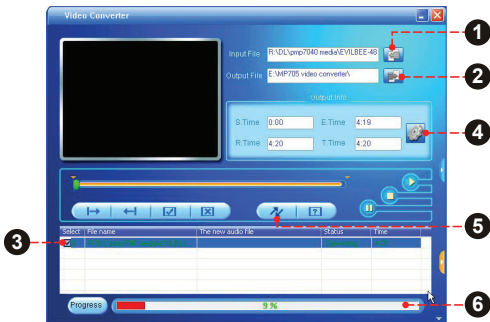 Video Converter
1
Input File R:\DL\pmp7040 media\EVILBEE-48
Output File E:\MP705 video converter\
2
Output Info
S.Time 0:00 E.Time 4:19
4
R.Time 4:20 T.Time 4:20
5
Select File name The new audio file Status Time
3
Progress 9 %
6